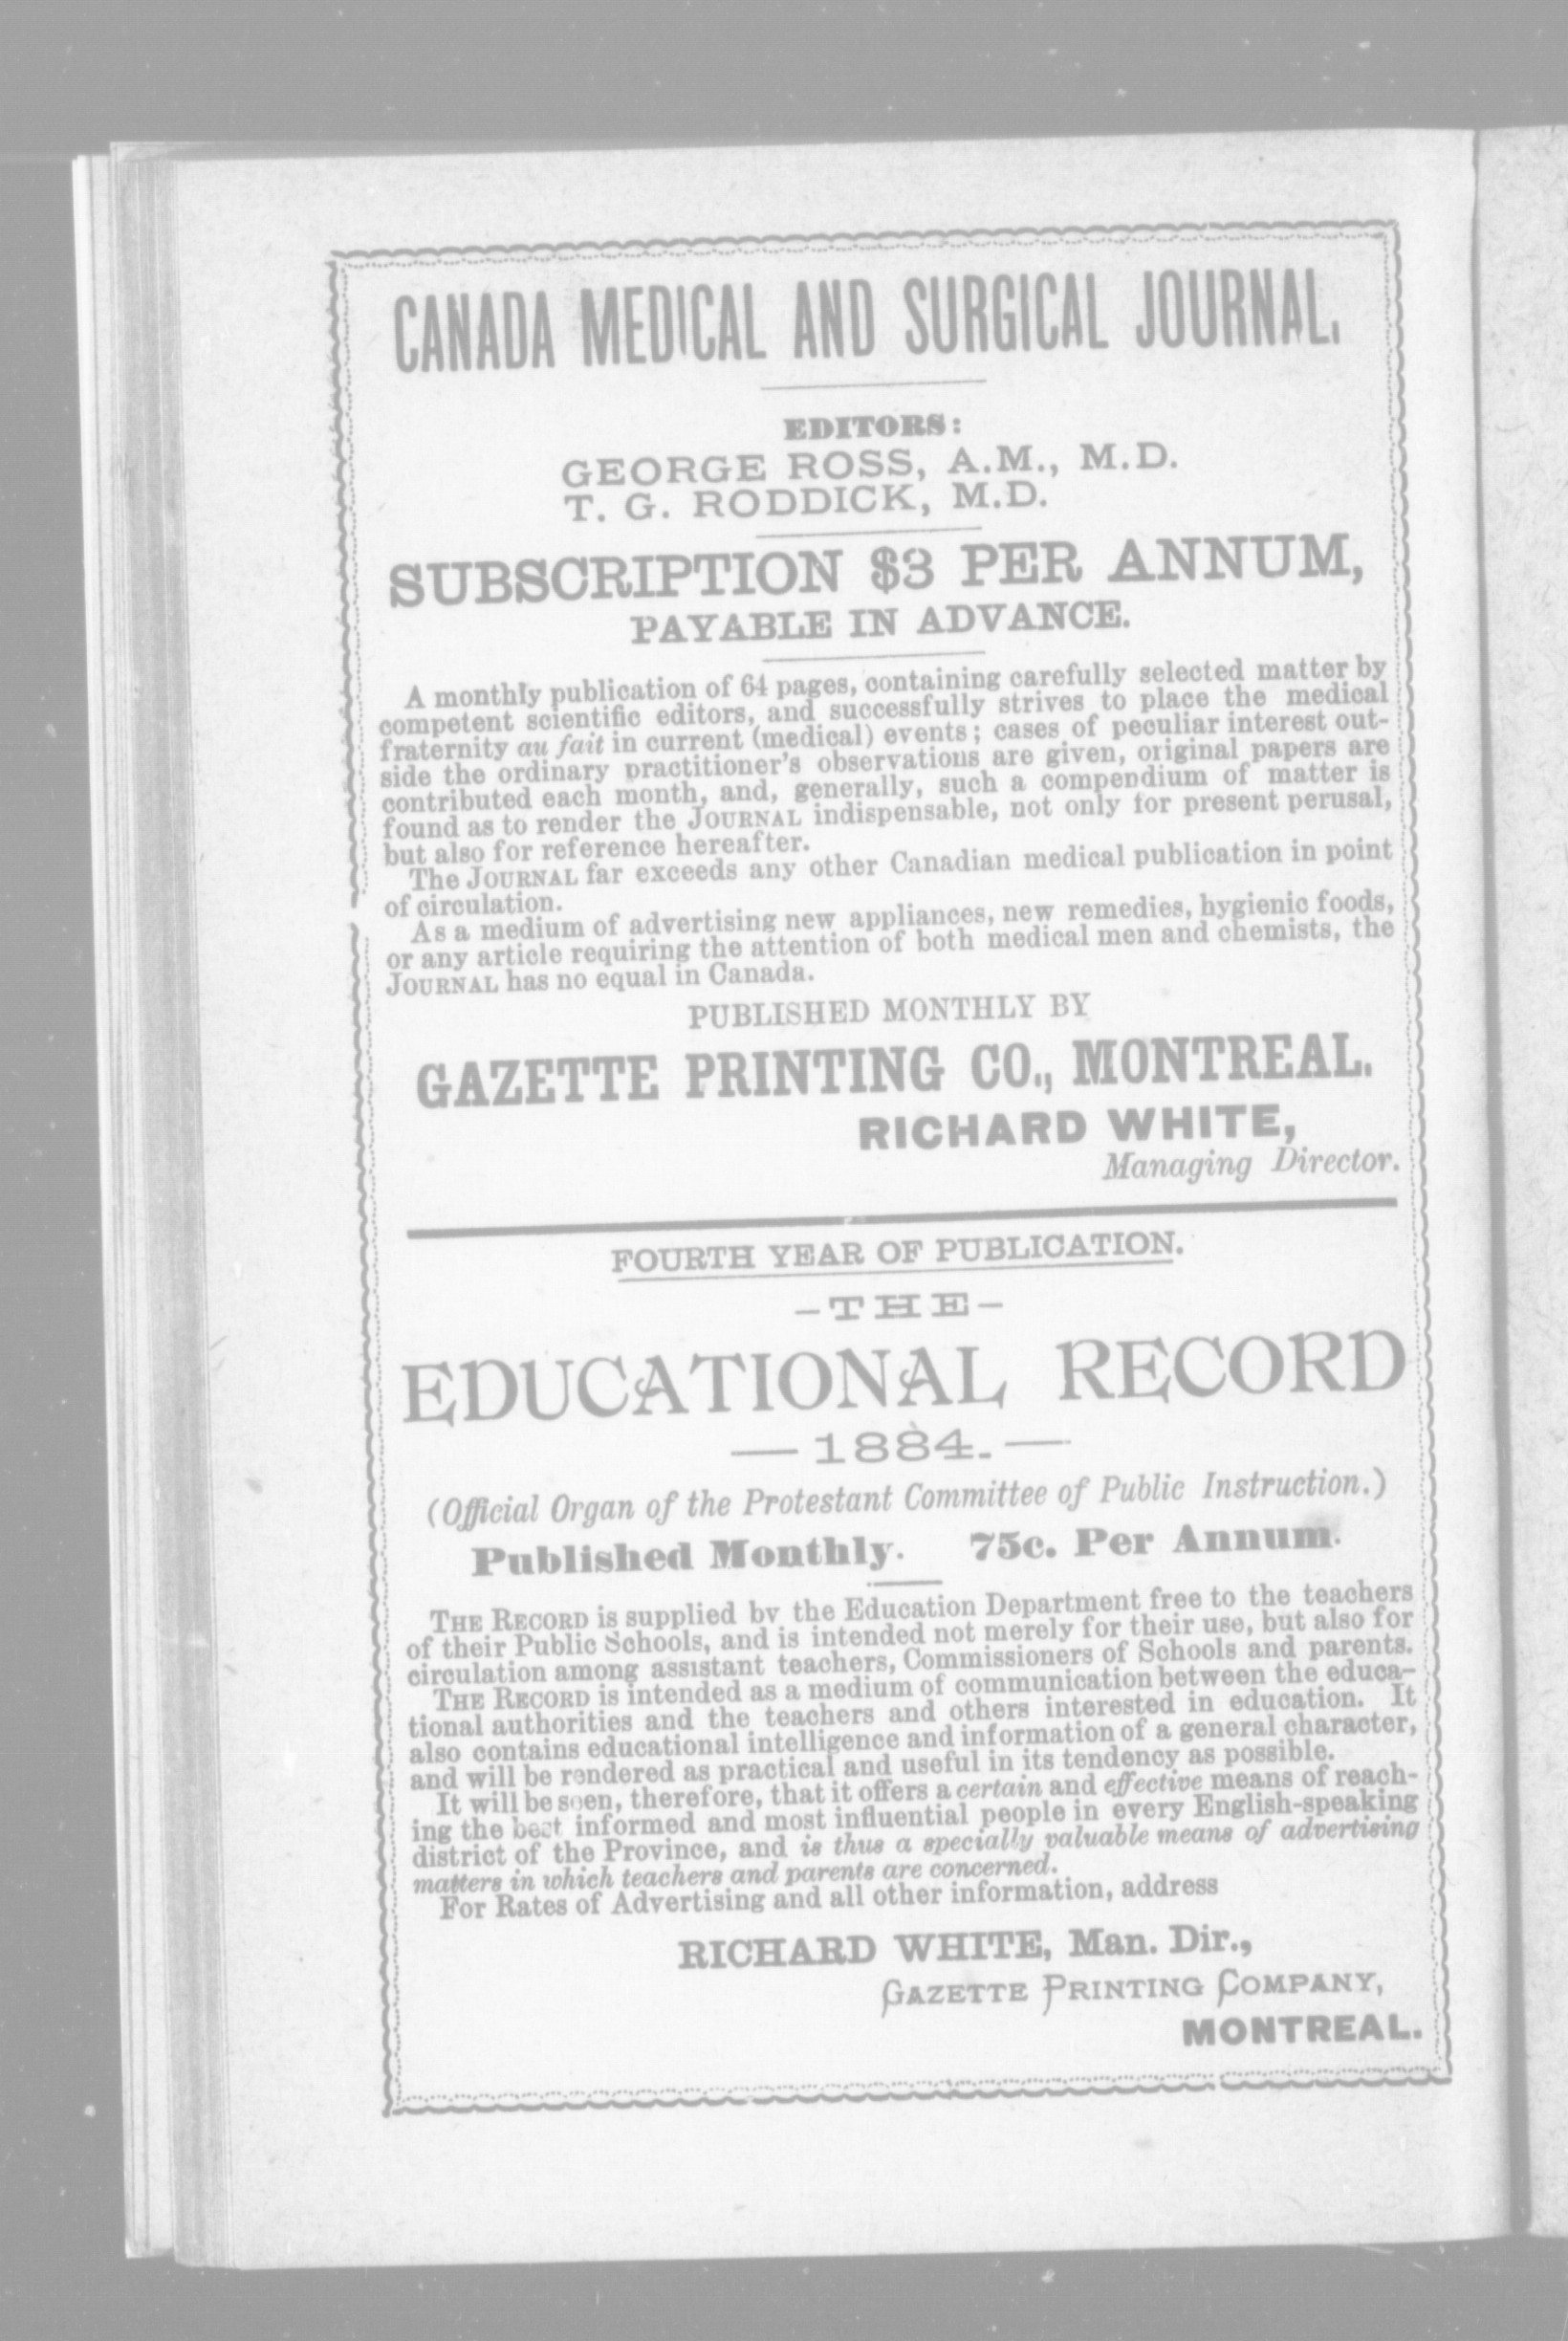 CANADA MEDICAL AND SURGICAL JOURNAL.
EDITORS:
GEORGE ROSS, A.M., M.D.
T. G. RODDICK, M.D.
SUBSCRIPTION $3 PER ANNUM,
PAYABLE IN ADVANCE.
A monthly publication of 64 pages, containing carefully selected matter by
competent scientific editors, and successfully strives to place the medical
fraternity au fait in current (medical) events; cases of peculiar interest out-
side the ordinary practitioner's observations are given, original papers are
contributed each month, and, generally, such a compendium of matter is
found as to render the JOURNAL indispensable, not only for present perusal,
but also for reference hereafter.
The JOURNAL far exceeds any other Canadian medical publication in point
of circulation.
As a medium of advertising new appliances, new remedies, hygienic foods,
or any article requiring the attention of both medical men and chemists, the
JOURNAL has no equal in Canada.
PUBLISHED MONTHLY BY
GAZETTE PRINTING CO., MONTREAL.
RICHARD WHITE,
Managing Director.
FOURTH YEAR OF PUBLICATION.
-THE-
EDUCATIONAL RECORD
— 1884. —
(Official Organ of the Protestant Committee of Public Instruction.)
Published Monthly. 75c. Per Annum.
THE RECORD is supplied by the Education Department free to the teachers
of their Public Schools, and is intended not merely for their use, but also for
circulation among assistant teachers, Commissioners of Schools and parents.
THE RECORD is intended as a medium of communication between the educa-
tional authorities and the teachers and others interested in education. It
also contains educational intelligence and information of a general character,
and will be rendered as practical and useful in its tendency as possible.
It will be seen, therefore, that it offers a certain and effective means of reach-
ing the best informed and most influential people in every English-speaking
district of the Province, and is thus a specially valuable means of advertising
matters in which teachers and parents are concerned.
For Rates of Advertising and all other information, address
RICHARD WHITE, Man. Dir.,
GAZETTE PRINTING COMPANY,
MONTREAL.